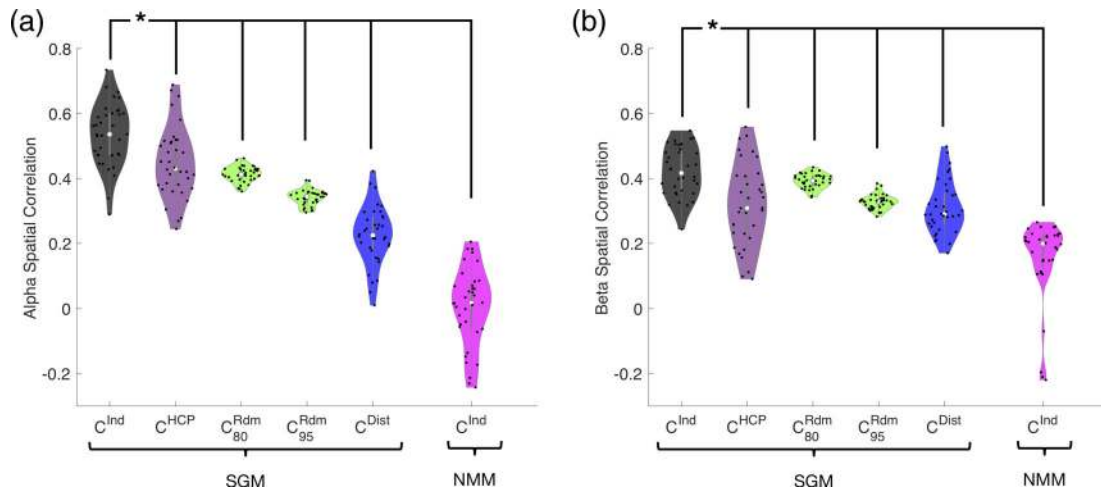 (a)
*
0.8
0.6
0.4
0.2
0
-0.2
Alpha Spatial Correlation
C^Ind C^HCP C^Rdm_80 C^Rdm_95 C^Dist C^Ind
SGM NMM
(b)
*
0.8
0.6
0.4
0.2
0
-0.2
Beta Spatial Correlation
C^Ind C^HCP C^Rdm_80 C^Rdm_95 C^Dist C^Ind
SGM NMM